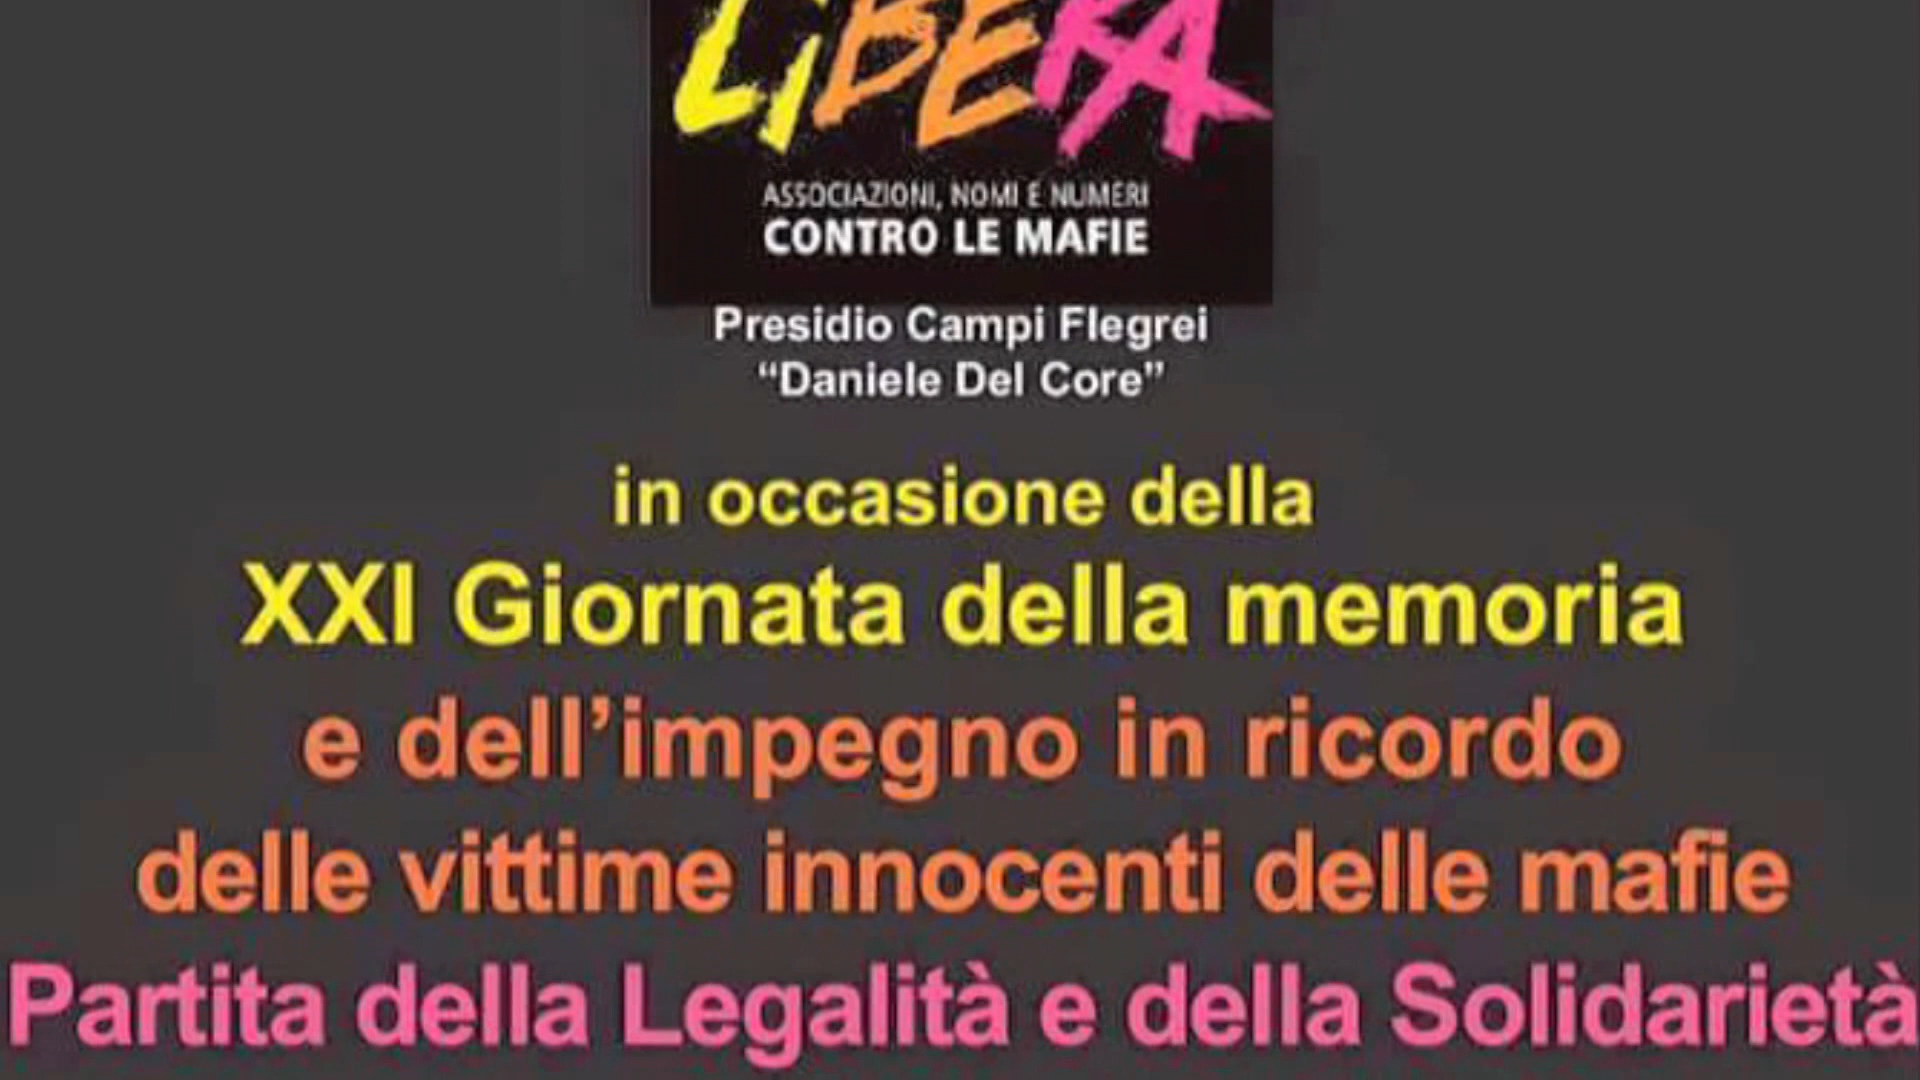 LiBERA
ASSOCIAZIONI, NOMI E NUMERI
CONTRO LE MAFIE
Presidio Campi Flegrei
“Daniele Del Core”
in occasione della
XXI Giornata della memoria
e dell’impegno in ricordo
delle vittime innocenti delle mafie
Partita della Legalità e della Solidarietà